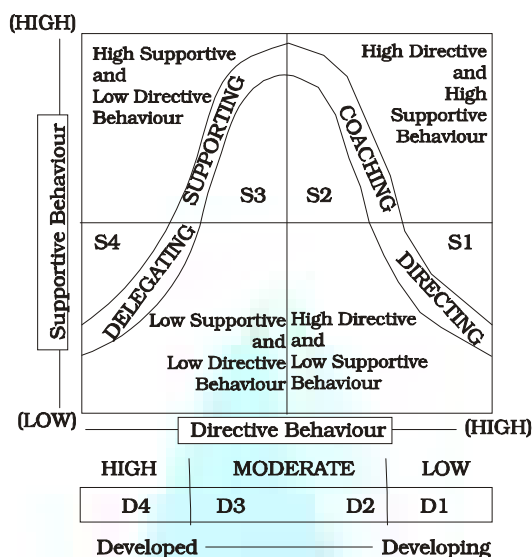 (HIGH)
High Supportive
and
Low Directive
Behaviour
High Directive
and
High
Supportive
Behaviour
SUPPORTING
COACHING
S3
S2
S4
S1
DELEGATING
DIRECTING
Supportive Behaviour
Low Supportive
and
Low Directive
Behaviour
High Directive
and
Low Supportive
Behaviour
(LOW)
Directive Behaviour
(HIGH)
HIGH MODERATE LOW
D4 D3 D2 D1
Developed Developing